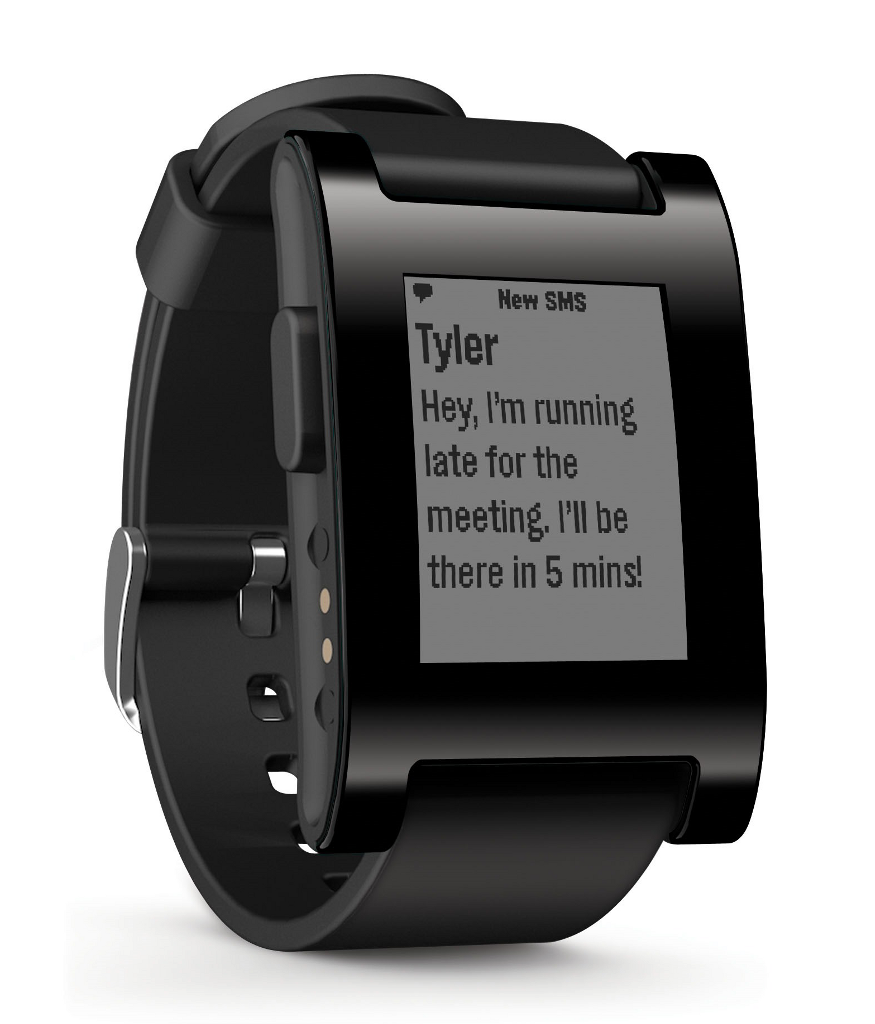 New SMS
Tyler
Hey, I'm running
late for the
meeting. I'll be
there in 5 mins!